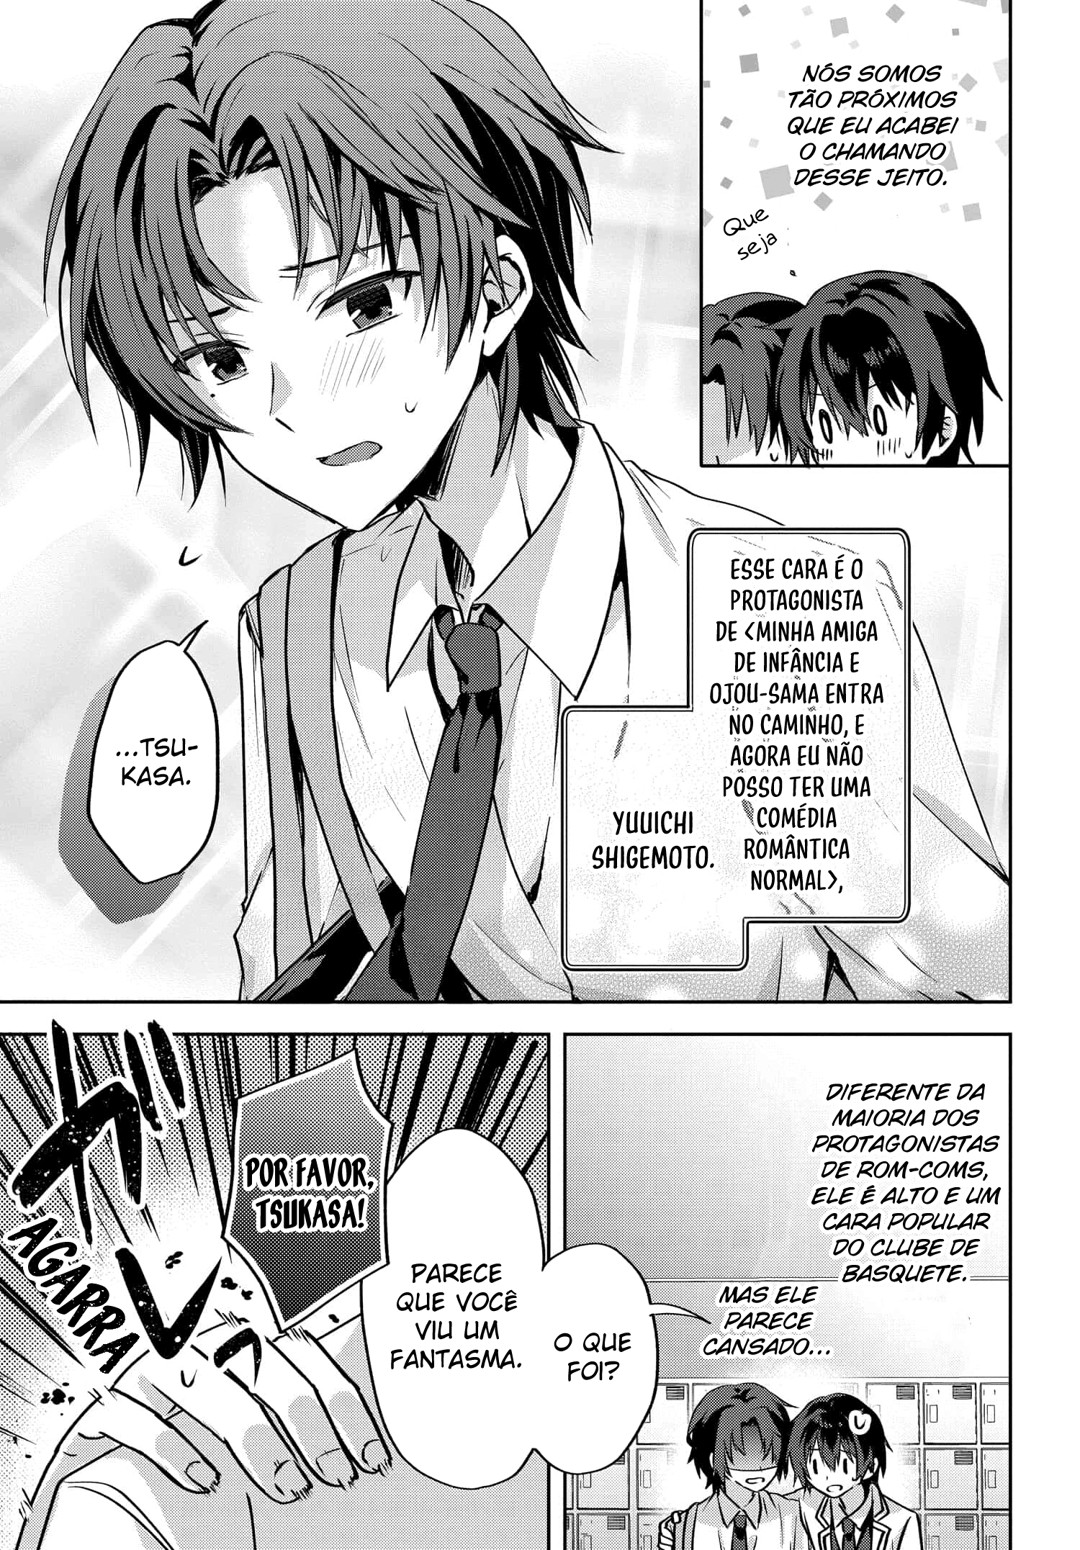 NÓS SOMOS
TÃO PRÓXIMOS
QUE EU ACABEI
O CHAMANDO
DESSE JEITO.
Que
seja
ESSE CARA É O
PROTAGONISTA
DE <MINHA AMIGA
DE INFÂNCIA E
OJOU-SAMA ENTRA
NO CAMINHO, E
AGORA EU NÃO
POSSO TER UMA
COMÉDIA
ROMÂNTICA
NORMAL>,
YUUICHI
SHIGEMOTO.
...TSU-
KASA.
DIFERENTE DA
MAIORIA DOS
PROTAGONISTAS
DE ROM-COMS,
ELE É ALTO E UM
CARA POPULAR
DO CLUBE DE
BASQUETE.
MAS ELE
PARECE
CANSADO...
O QUE
FOI?
PARECE
QUE VOCÊ
VIU UM
FANTASMA.
POR FAVOR,
TSUKASA!
ガシッ
AGARRA